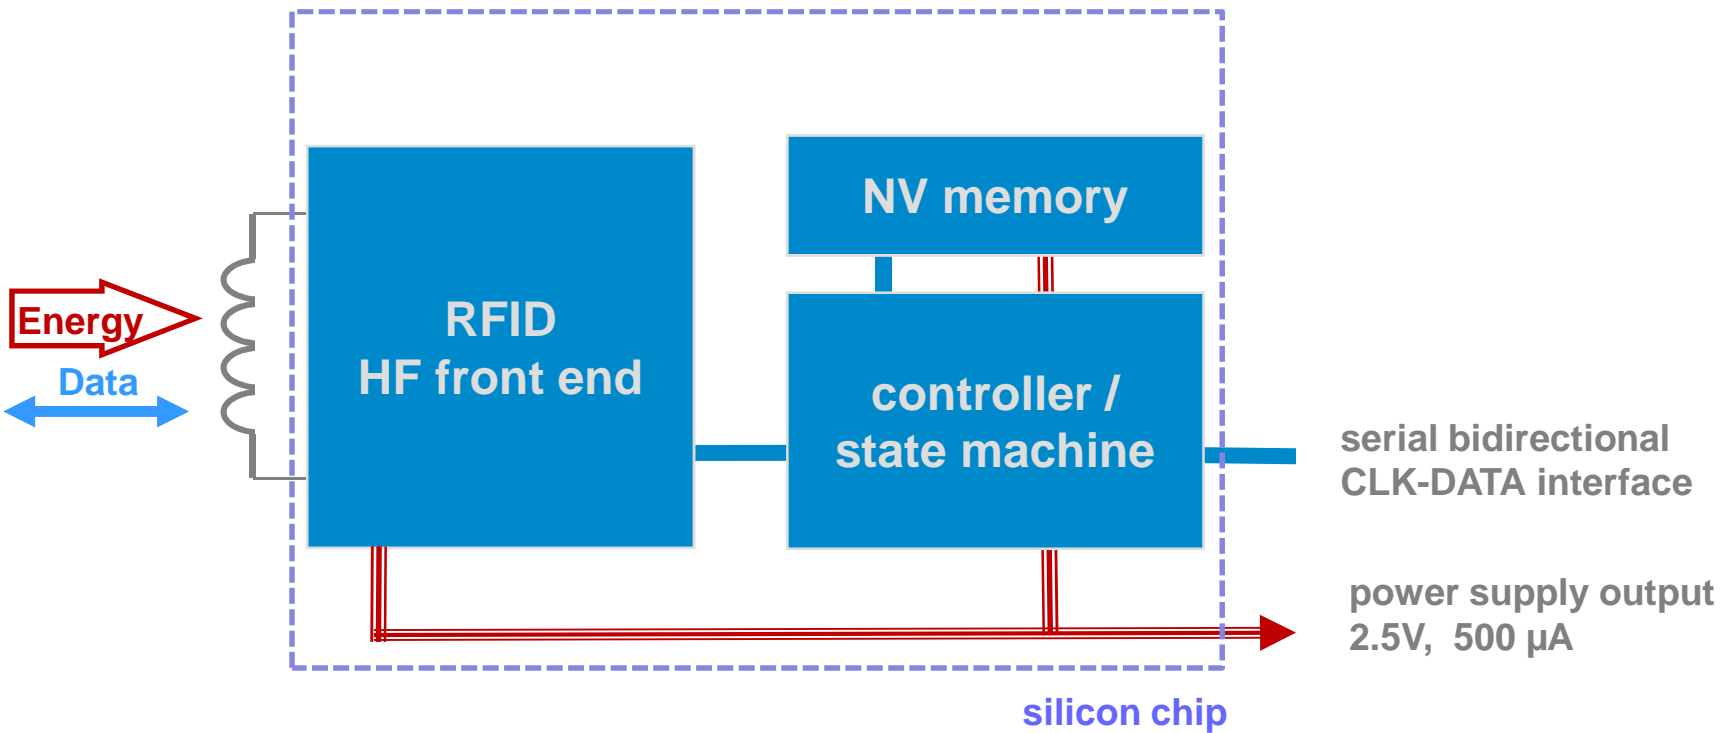 Energy
Data
RFID
HF front end
NV memory
controller /
state machine
serial bidirectional
CLK-DATA interface
power supply output
2.5V, 500 µA
silicon chip